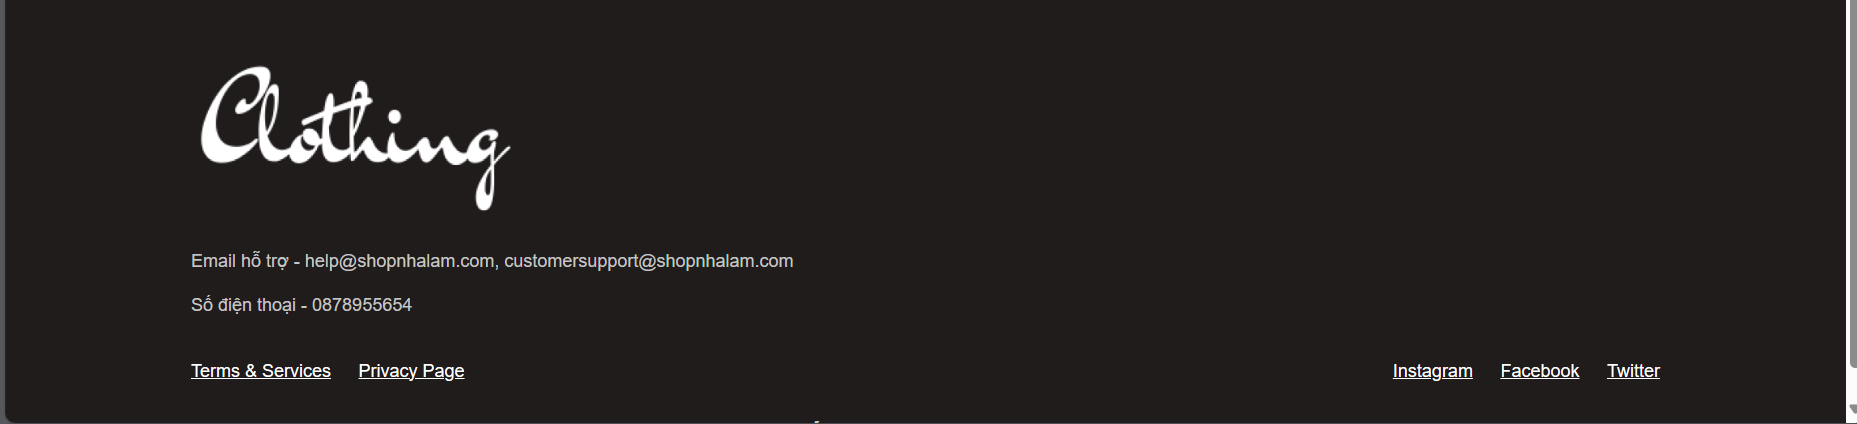 Clothing
Email hỗ trợ - help@shopnhalam.com, customersupport@shopnhalam.com
Số điện thoại - 0878955654
Terms & Services Privacy Page Instagram Facebook Twitter